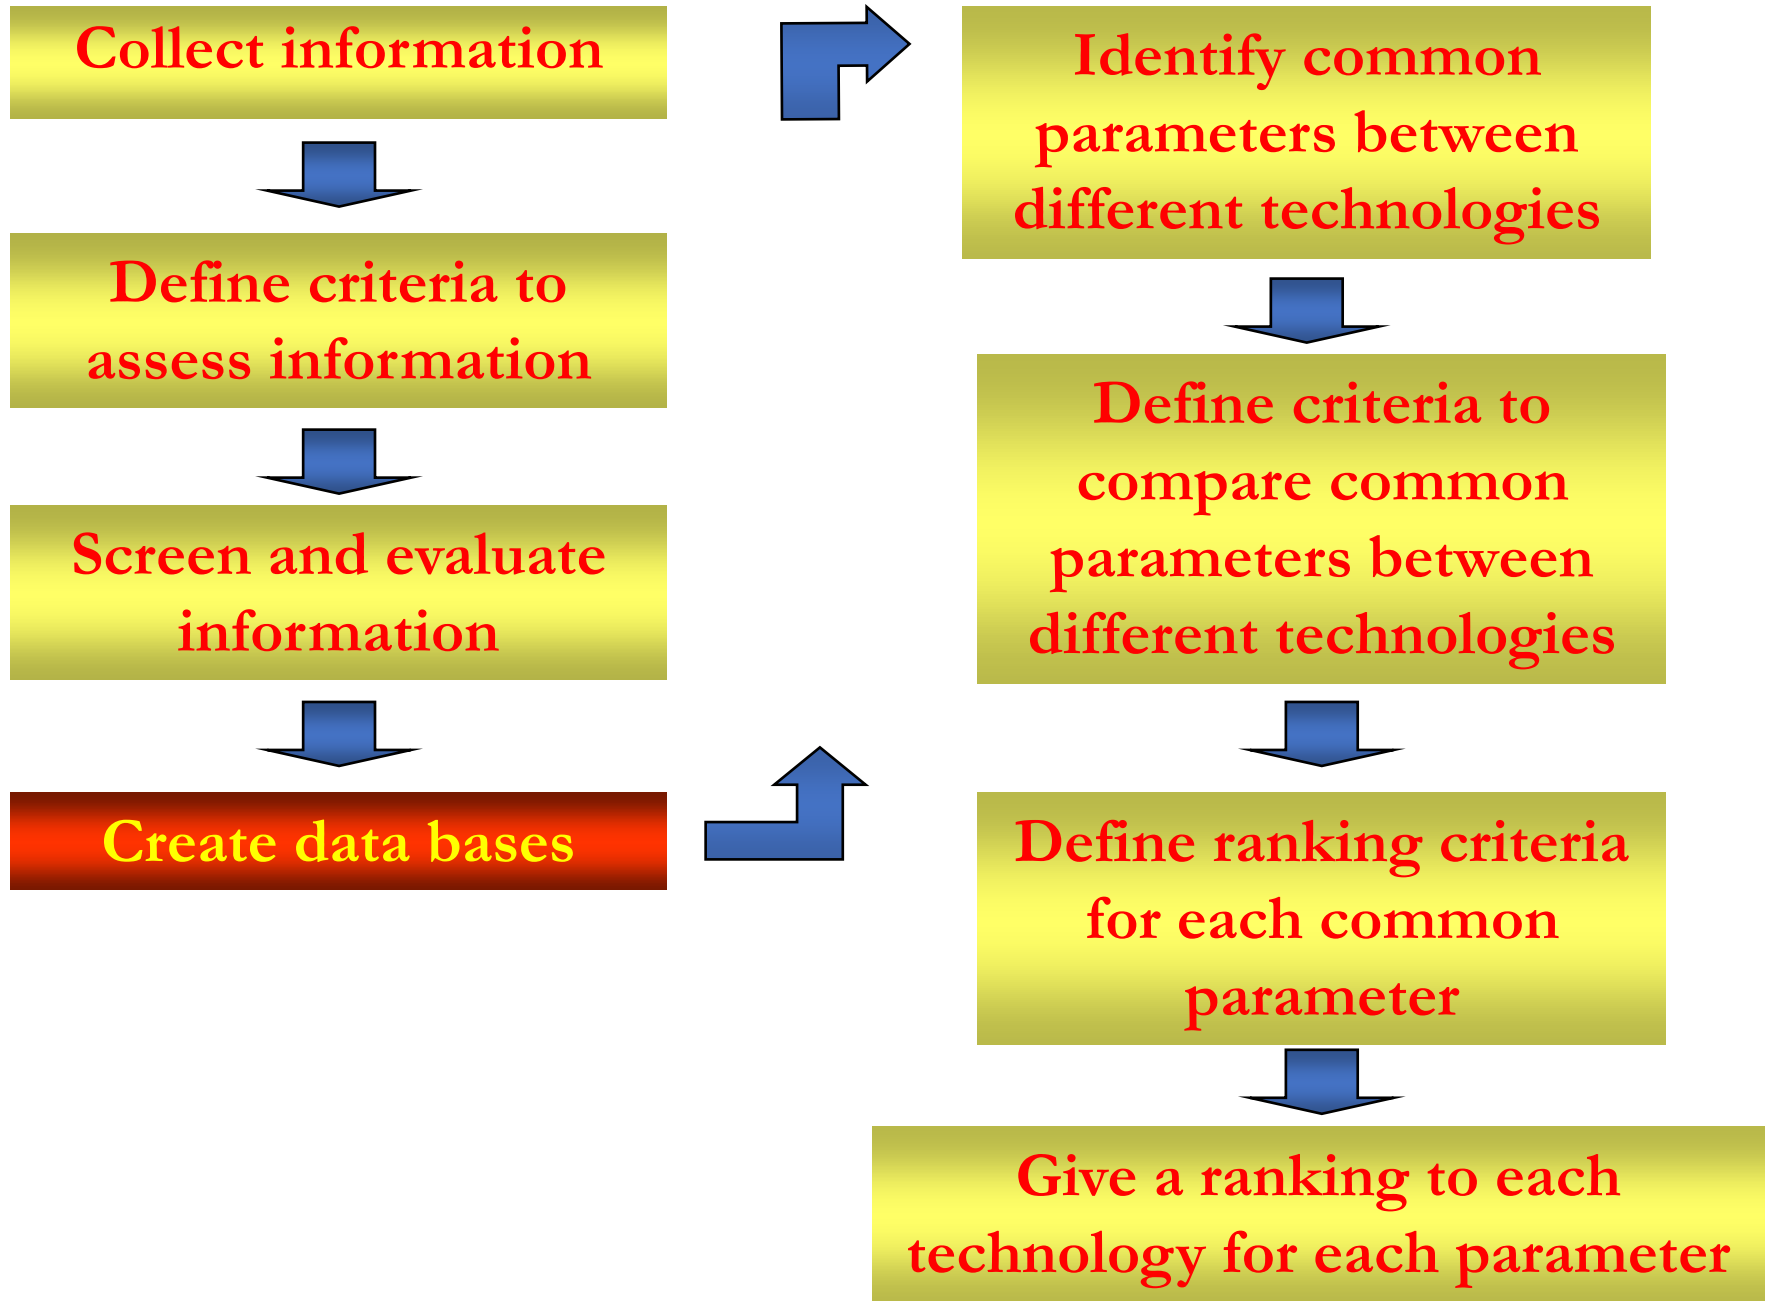 Collect information
Define criteria to
assess information
Screen and evaluate
information
Create data bases
Identify common
parameters between
different technologies
Define criteria to
compare common
parameters between
different technologies
Define ranking criteria
for each common
parameter
Give a ranking to each
technology for each parameter